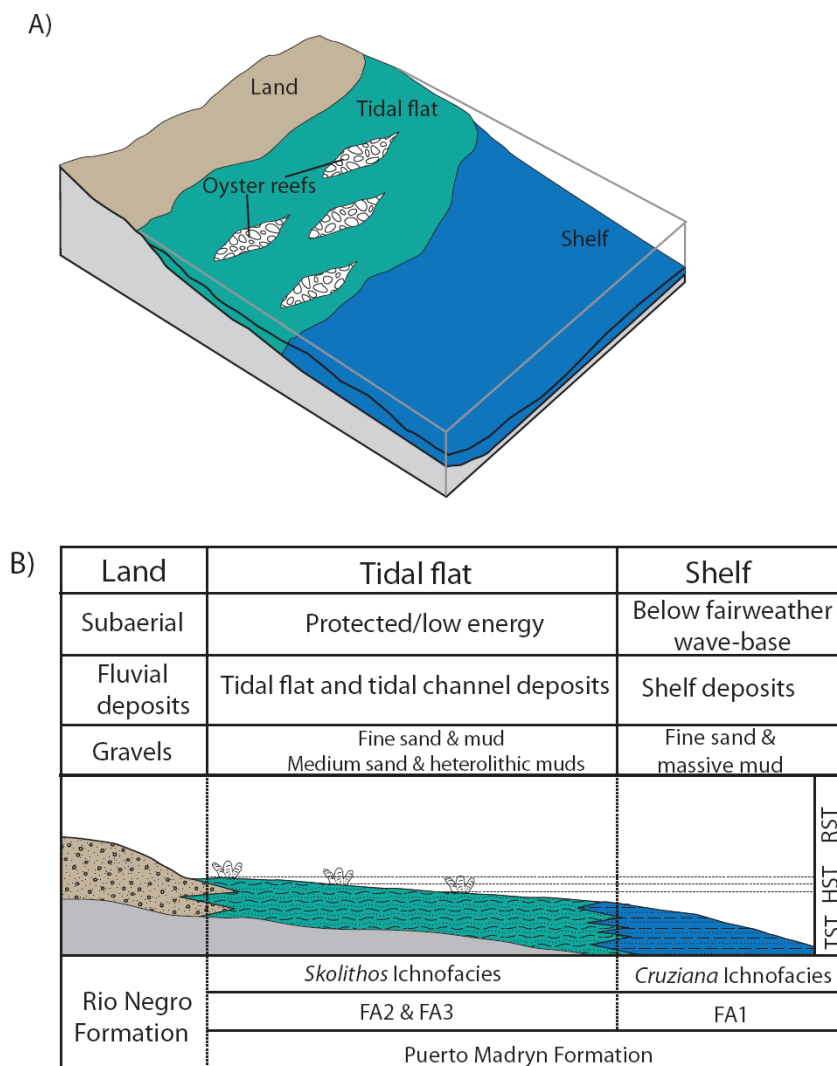 A)
Land
Tidal flat
Oyster reefs
Shelf
B)
Land
Tidal flat
Shelf
Subaerial
Protected/low energy
Below fairweather
wave-base
Fluvial
deposits
Tidal flat and tidal channel deposits
Shelf deposits
Gravels
Fine sand & mud
Medium sand & heterolithic muds
Fine sand &
massive mud
RST
HST
TST
Rio Negro
Formation
Skolithos Ichnofacies
Cruziana Ichnofacies
FA2 & FA3
FA1
Puerto Madryn Formation